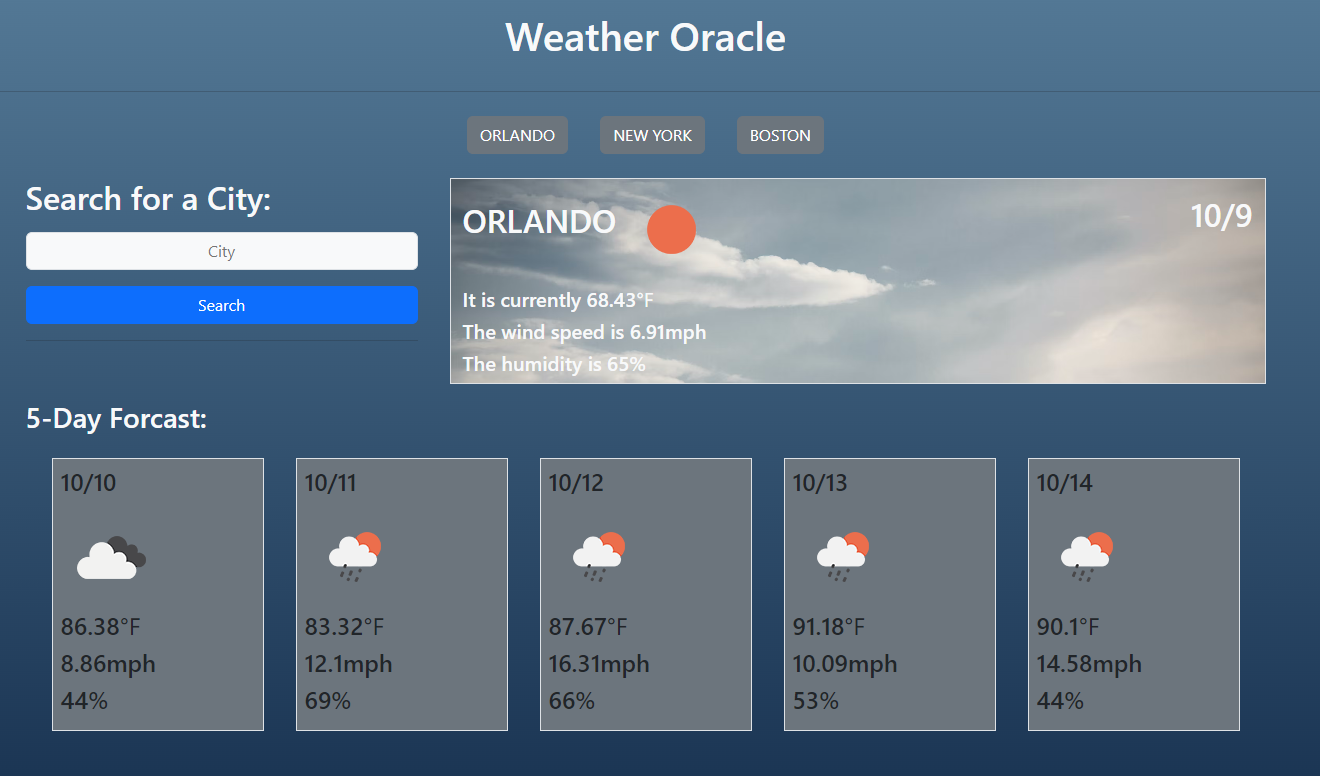 Weather Oracle
ORLANDO NEW YORK BOSTON
Search for a City:
City
Search
ORLANDO 10/9
It is currently 68.43°F
The wind speed is 6.91mph
The humidity is 65%
5-Day Forcast:
10/10
86.38°F
8.86mph
44%
10/11
83.32°F
12.1mph
69%
10/12
87.67°F
16.31mph
66%
10/13
91.18°F
10.09mph
53%
10/14
90.1°F
14.58mph
44%